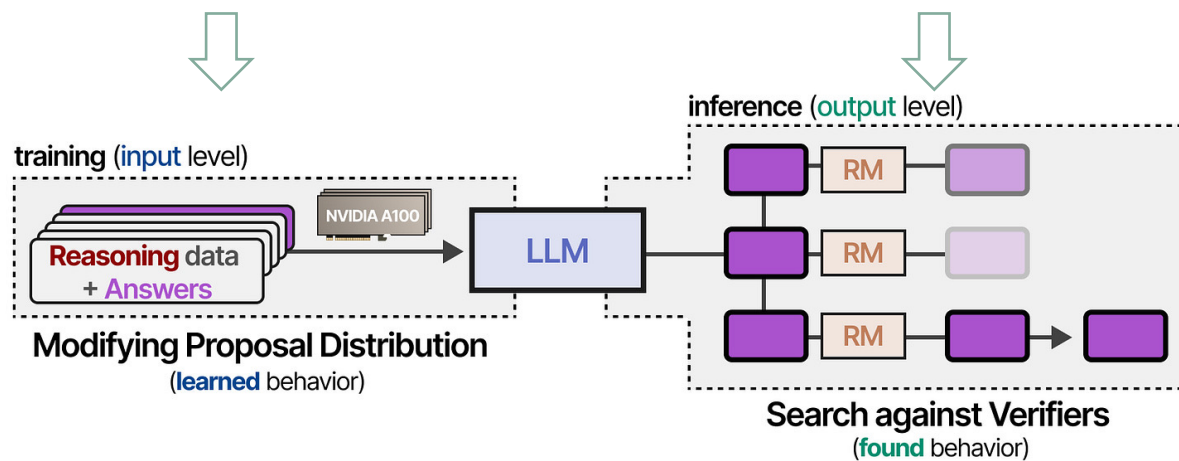 training (input level)
NVIDIA A100
Reasoning data
+ Answers
Modifying Proposal Distribution
(learned behavior)
LLM
inference (output level)
RM
RM
RM
Search against Verifiers
(found behavior)